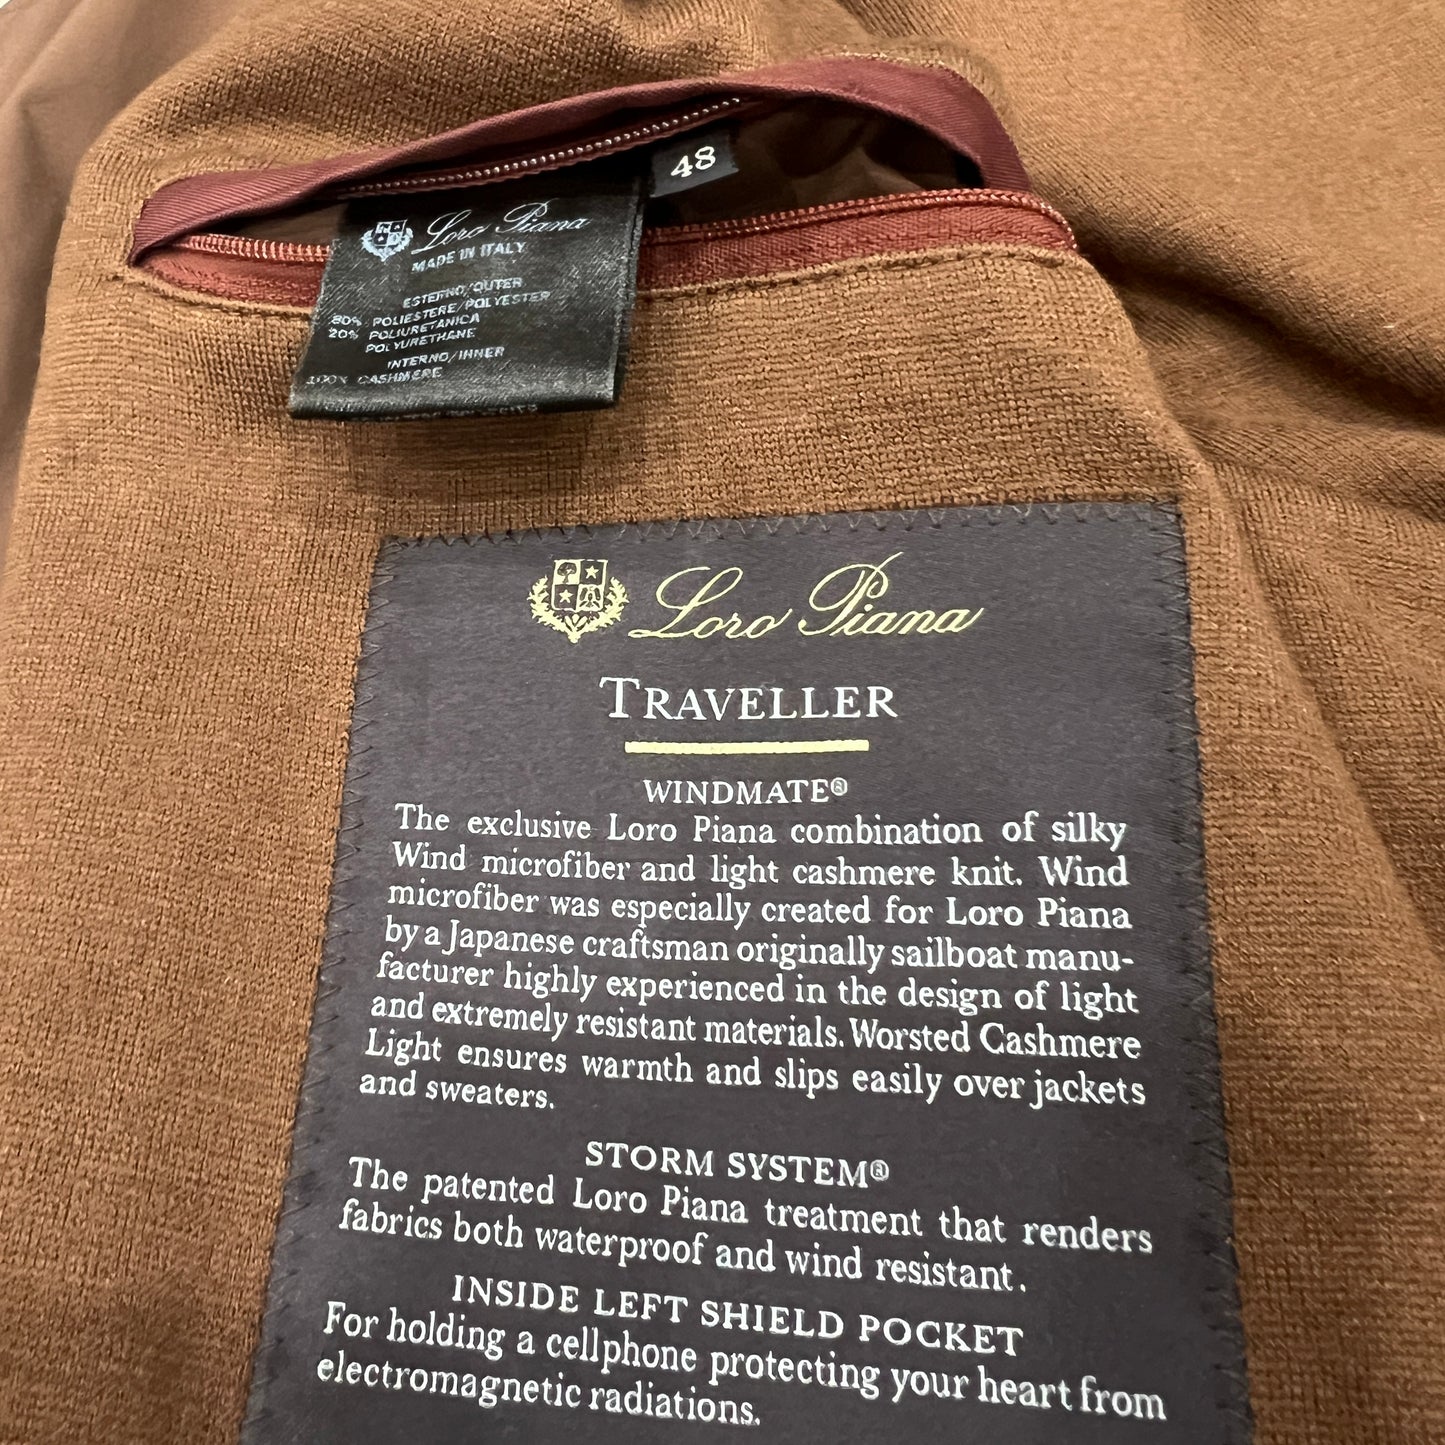 48
Loro Piana
MADE IN ITALY
ESTERNO/OUTER
80% POLIESTERE/POLYESTER
20% POLIURETANICA
POLYURETHANE
INTERNO/INNER
100% CASHMERE
Loro Piana
TRAVELLER
WINDMATE®
The exclusive Loro Piana combination of silky
Wind microfiber and light cashmere knit. Wind
microfiber was especially created for Loro Piana
by a Japanese craftsman originally sailboat manu-
facturer highly experienced in the design of light
and extremely resistant materials. Worsted Cashmere
Light ensures warmth and slips easily over jackets
and sweaters.
STORM SYSTEM®
The patented Loro Piana treatment that renders
fabrics both waterproof and wind resistant.
INSIDE LEFT SHIELD POCKET
For holding a cellphone protecting your heart from
electromagnetic radiations.